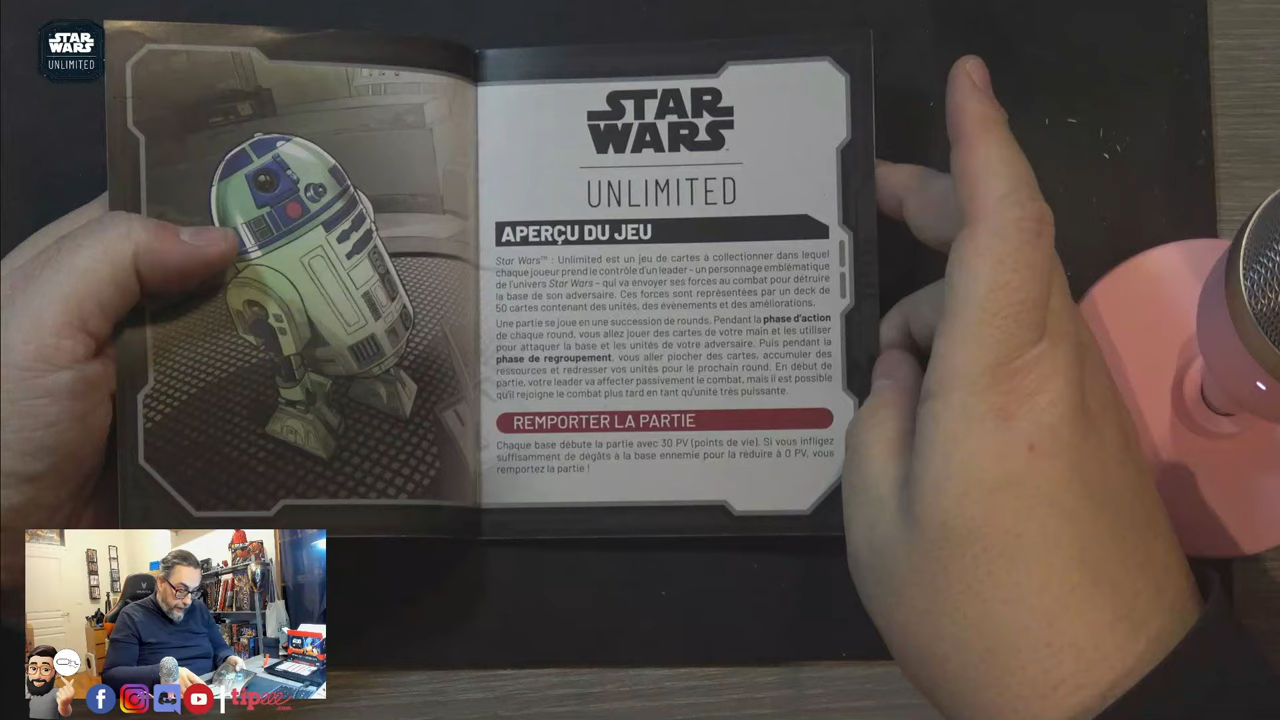 STAR
WARS
UNLIMITED
STAR
WARS
UNLIMITED
APERÇU DU JEU
Star Wars™ : Unlimited est un jeu de cartes à collectionner dans lequel
chaque joueur prend le contrôle d'un leader - un personnage emblématique
de l'univers Star Wars - qui va envoyer ses forces au combat pour détruire
la base de son adversaire. Ces forces sont représentées par un deck de
50 cartes contenant des unités, des évènements et des améliorations.
Une partie se joue en une succession de rounds. Pendant la phase d'action
de chaque round, vous allez jouer des cartes de votre main et les utiliser
pour attaquer la base et les unités de votre adversaire. Puis pendant la
phase de regroupement, vous aller piocher des cartes, accumuler des
ressources et redresser vos unités pour le prochain round. En début de
partie, votre leader va affecter passivement le combat, mais il est possible
qu'il rejoigne le combat plus tard en tant qu'unité très puissante.
REMPORTER LA PARTIE
Chaque base débute la partie avec 30 PV (points de vie). Si vous infligez
suffisamment de dégâts à la base ennemie pour la réduire à 0 PV, vous
remportez la partie !
tipeee
.com